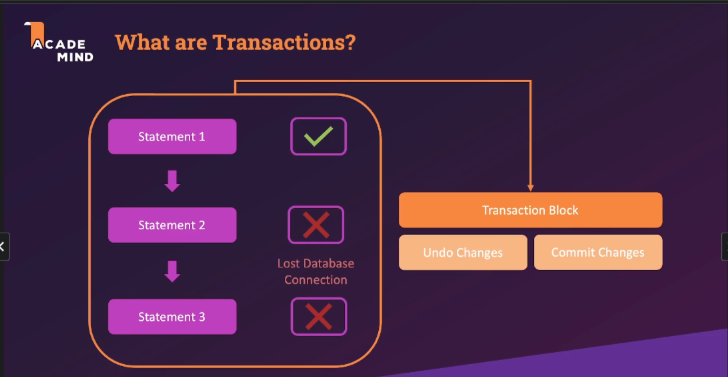 ACADE
MIND
What are Transactions?
Statement 1
Statement 2
Lost Database
Connection
Statement 3
Transaction Block
Undo Changes
Commit Changes